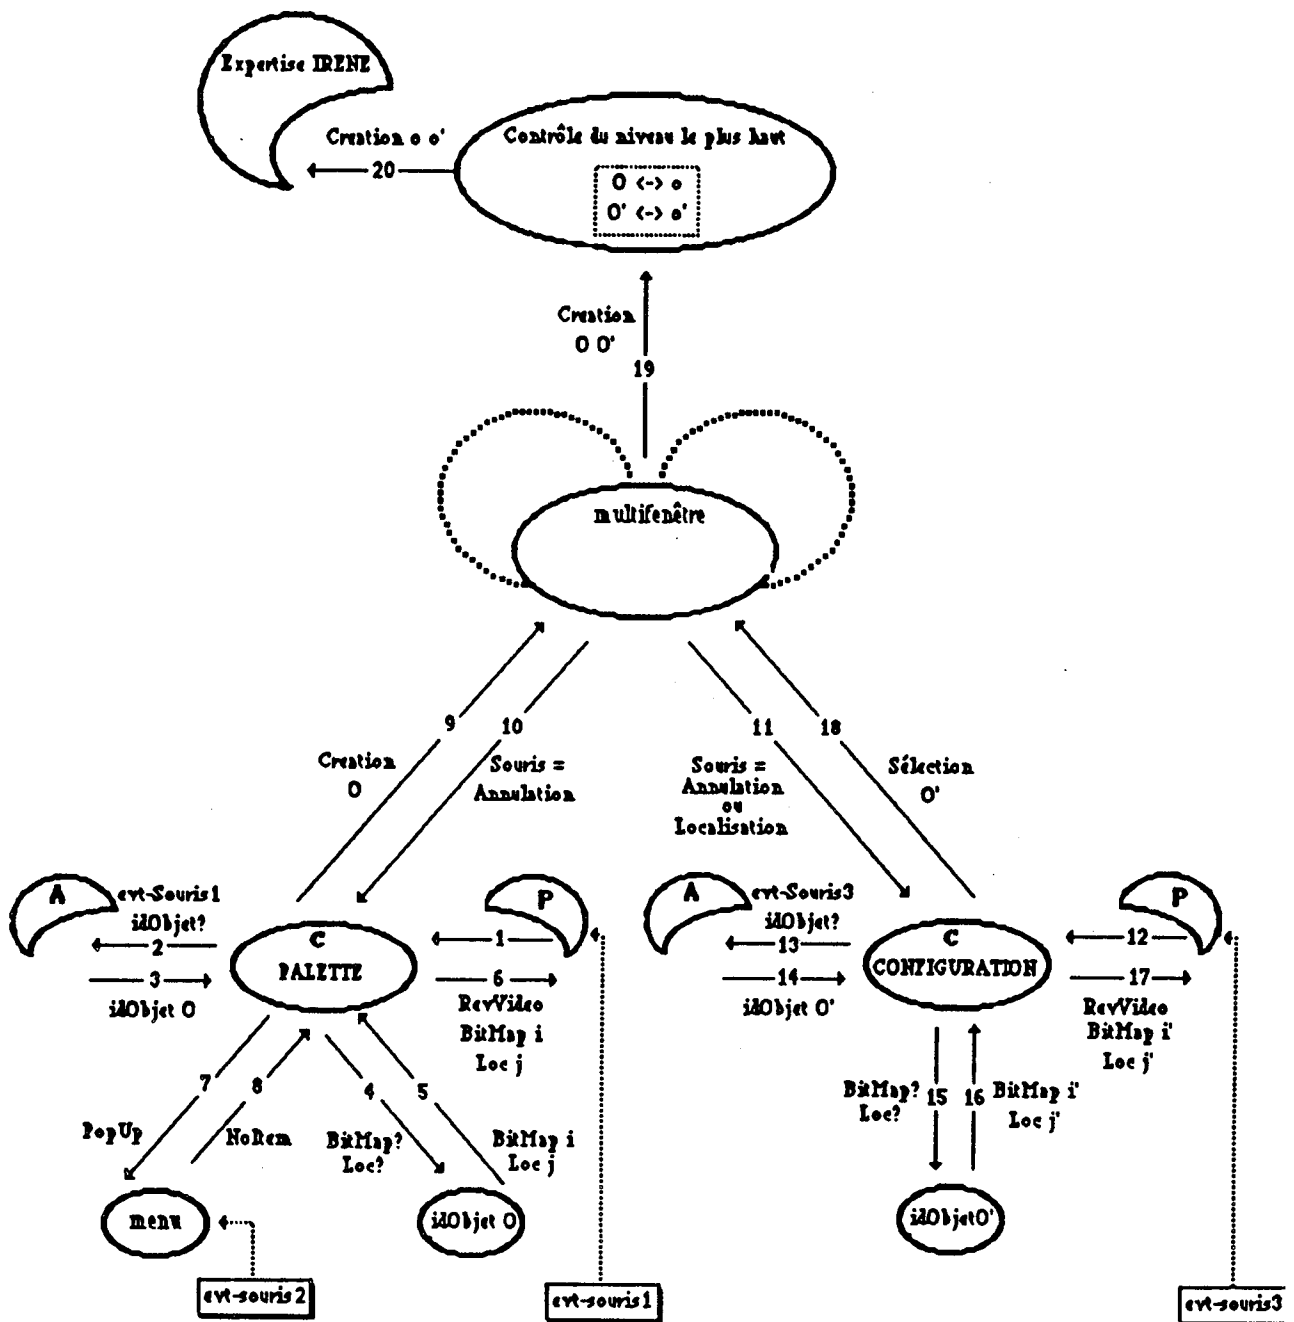 Expertise IRENE
Creation o o'
20
Contrôle du niveau le plus haut
O <-> o
O' <-> o'
Creation
O O'
19
multifenêtre
9
10
11
18
Creation
O
Souris =
Annulation
Souris =
Annulation
ou
Localisation
Sélection
O'
A
evt-Souris1
idObjet?
2
3
idObjet O
C
PALETTE
P
1
6
RevVideo
BitMap i
Loc j
A
evt-Souris3
idObjet?
13
14
idObjet O'
C
CONFIGURATION
P
12
17
RevVideo
BitMap i'
Loc j'
7
8
4
5
PopUp
NoRem
BitMap?
Loc?
BitMap i
Loc j
BitMap?
Loc?
15
16
BitMap i'
Loc j'
menu
idObjet O
idObjetO'
evt-souris2
evt-souris1
evt-souris3